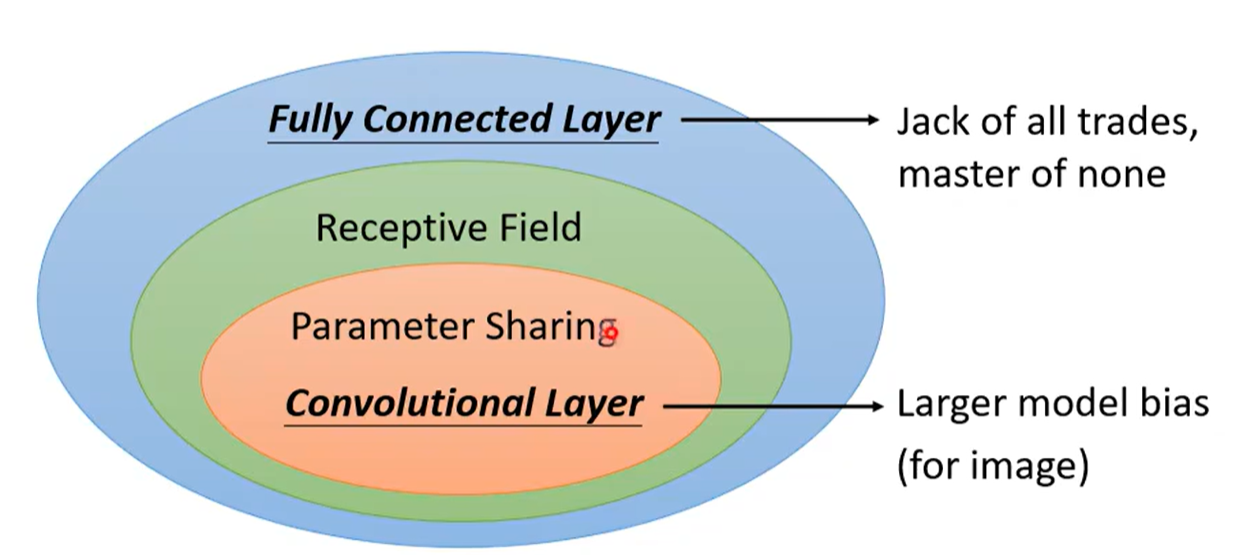 Fully Connected Layer
Jack of all trades,
master of none
Receptive Field
Parameter Sharing
Convolutional Layer
Larger model bias
(for image)